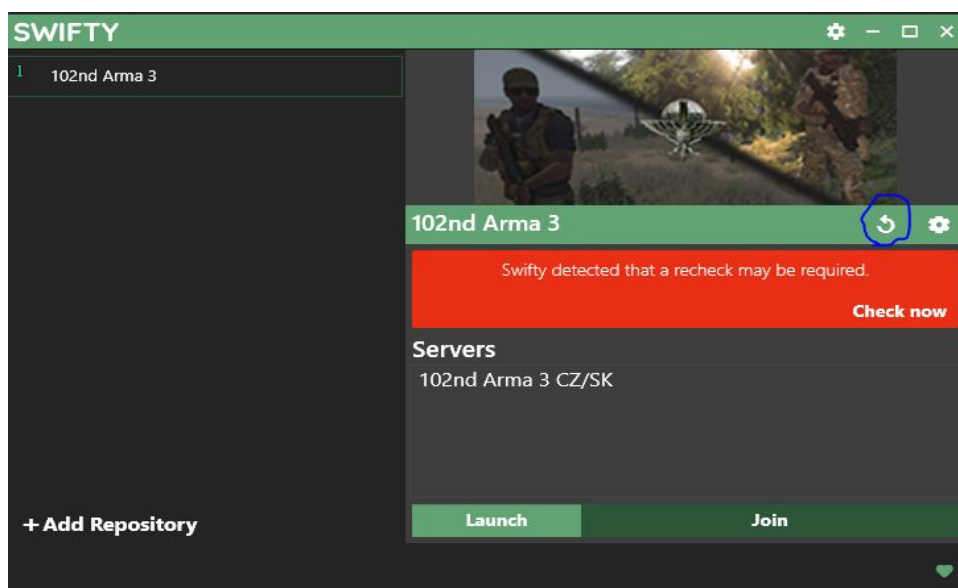 SWIFTY
1 102nd Arma 3
102nd Arma 3
Swifty detected that a recheck may be required.
Check now
Servers
102nd Arma 3 CZ/SK
+Add Repository
Launch
Join